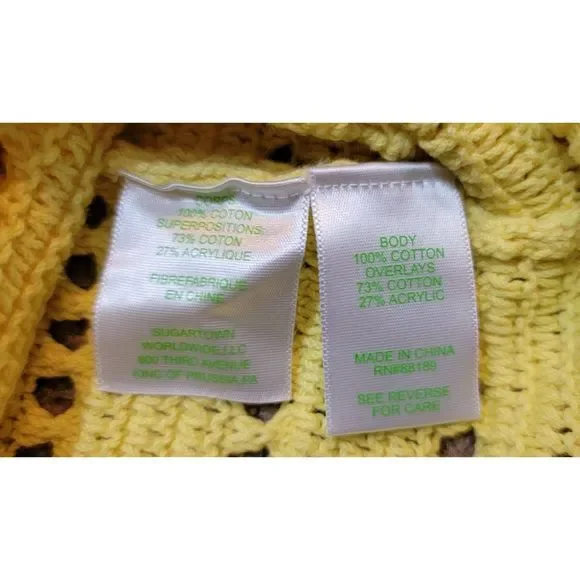 CORPS
100% COTON
SUPERPOSITIONS:
73% COTON
27% ACRYLIQUE
FIBREFABRIQUE
EN CHINE
SUGARTOWN
WORLDWIDE LLC
800 THIRD AVENUE
KING OF PRUSSIA, PA
BODY
100% COTTON
OVERLAYS
73% COTTON
27% ACRYLIC
MADE IN CHINA
RN#88189
SEE REVERSE
FOR CARE